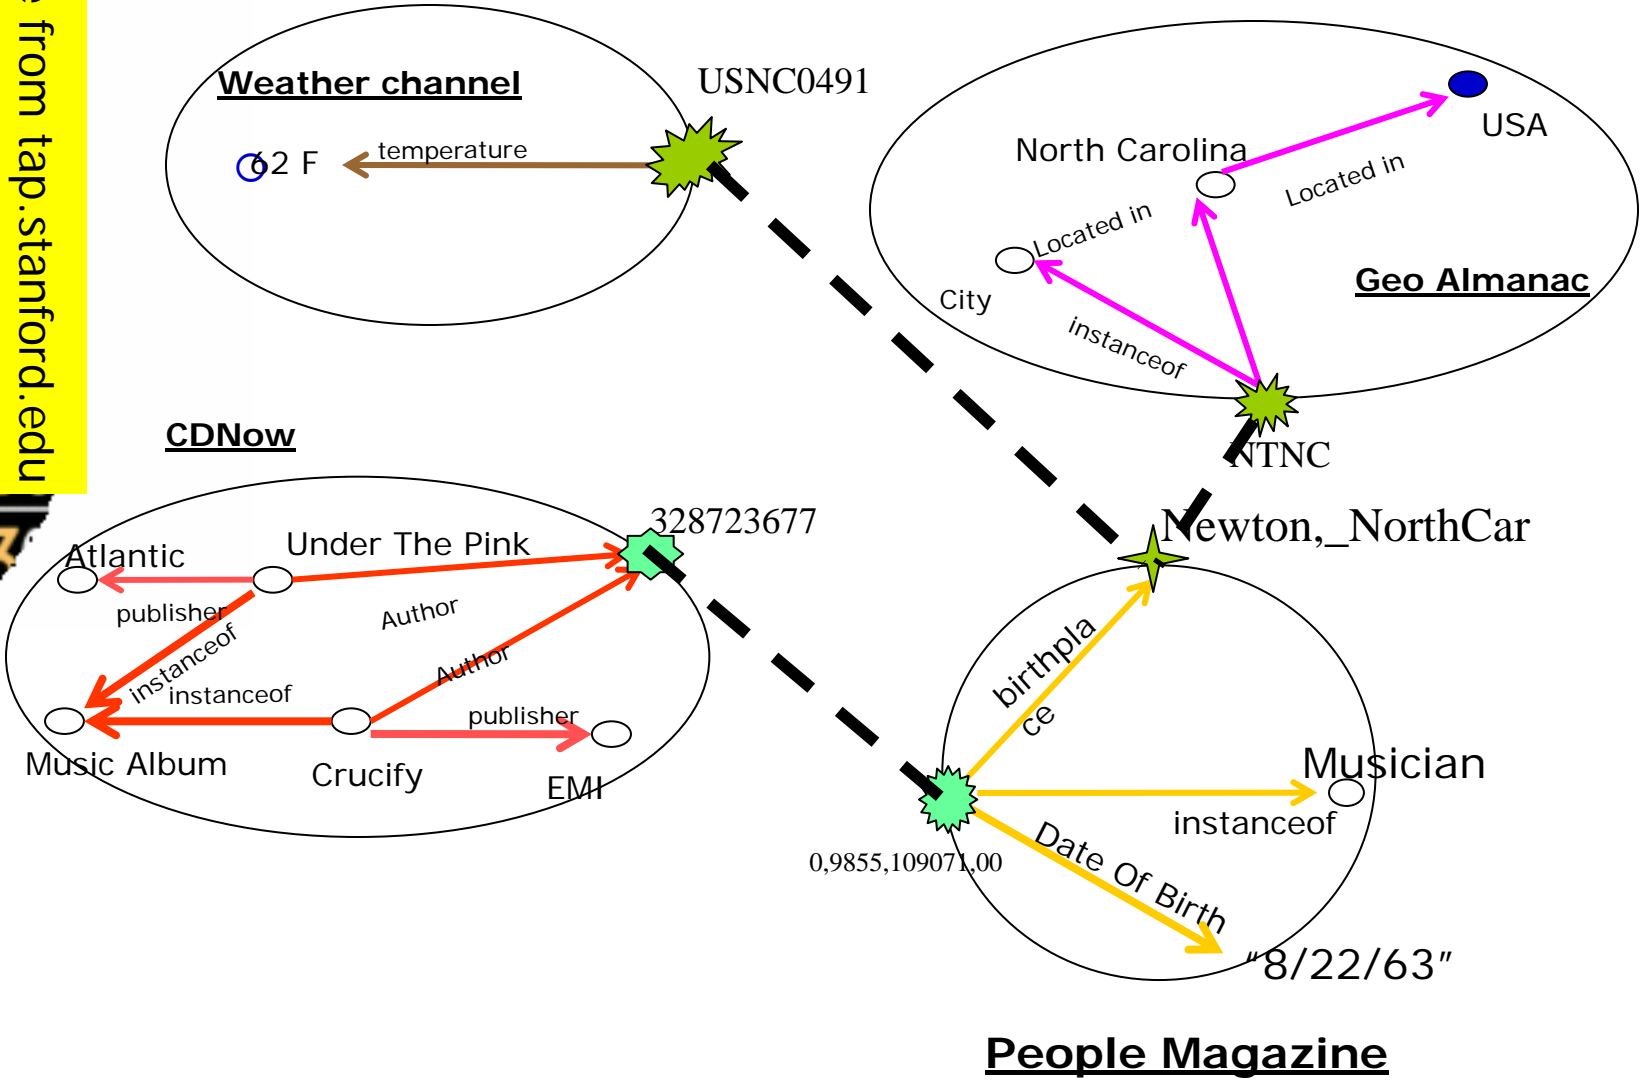 from tap.stanford.edu
Weather channel
USNC0491
62 F
temperature
North Carolina
USA
Located in
Located in
City
instanceof
Geo Almanac
NTNC
CDNow
328723677
Newton,_NorthCar
Atlantic
Under The Pink
publisher
Author
instanceof
instanceof
Author
publisher
Music Album
Crucify
EMI
birthpla
ce
Musician
instanceof
0,9855,109071,00
Date Of Birth
“8/22/63”
People Magazine